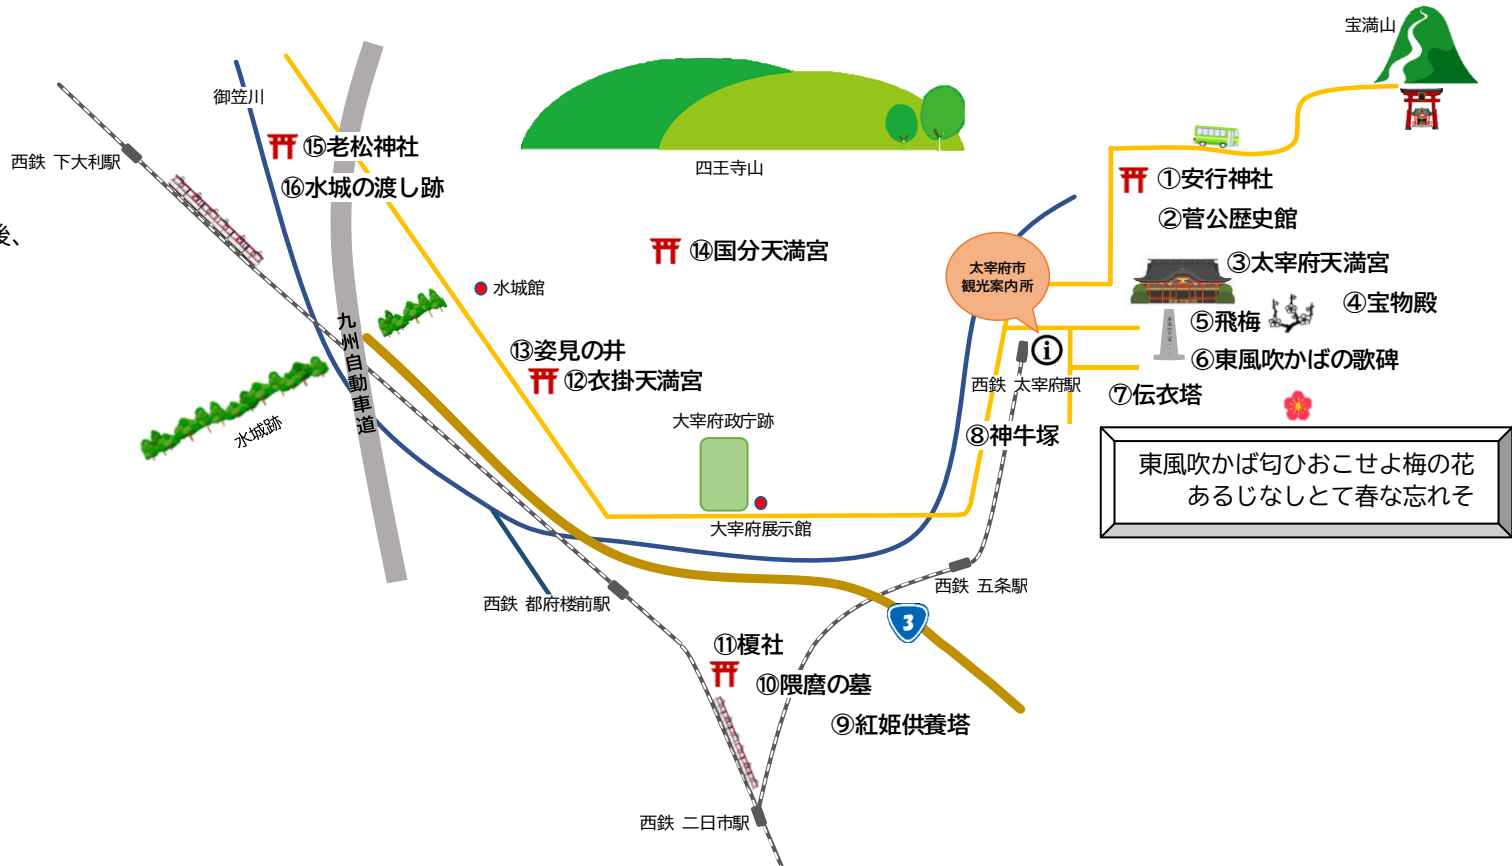 宝満山
御笠川
⑮老松神社
西鉄 下大利駅
四王寺山
⑯水城の渡し跡
①安行神社
②菅公歴史館
後、
⑭国分天満宮
③太宰府天満宮
太宰府市
観光案内所
水城館
④宝物殿
⑤飛梅
九州自動車道
⑬姿見の井
⑥東風吹かばの歌碑
⑫衣掛天満宮
西鉄 太宰府駅
⑦伝衣塔
大宰府政庁跡
水城跡
⑧神牛塚
東風吹かば匂ひおこせよ梅の花
あるじなしとて春な忘れそ
大宰府展示館
西鉄 五条駅
西鉄 都府楼前駅
3
⑪榎社
⑩隈麿の墓
⑨紅姫供養塔
西鉄 二日市駅